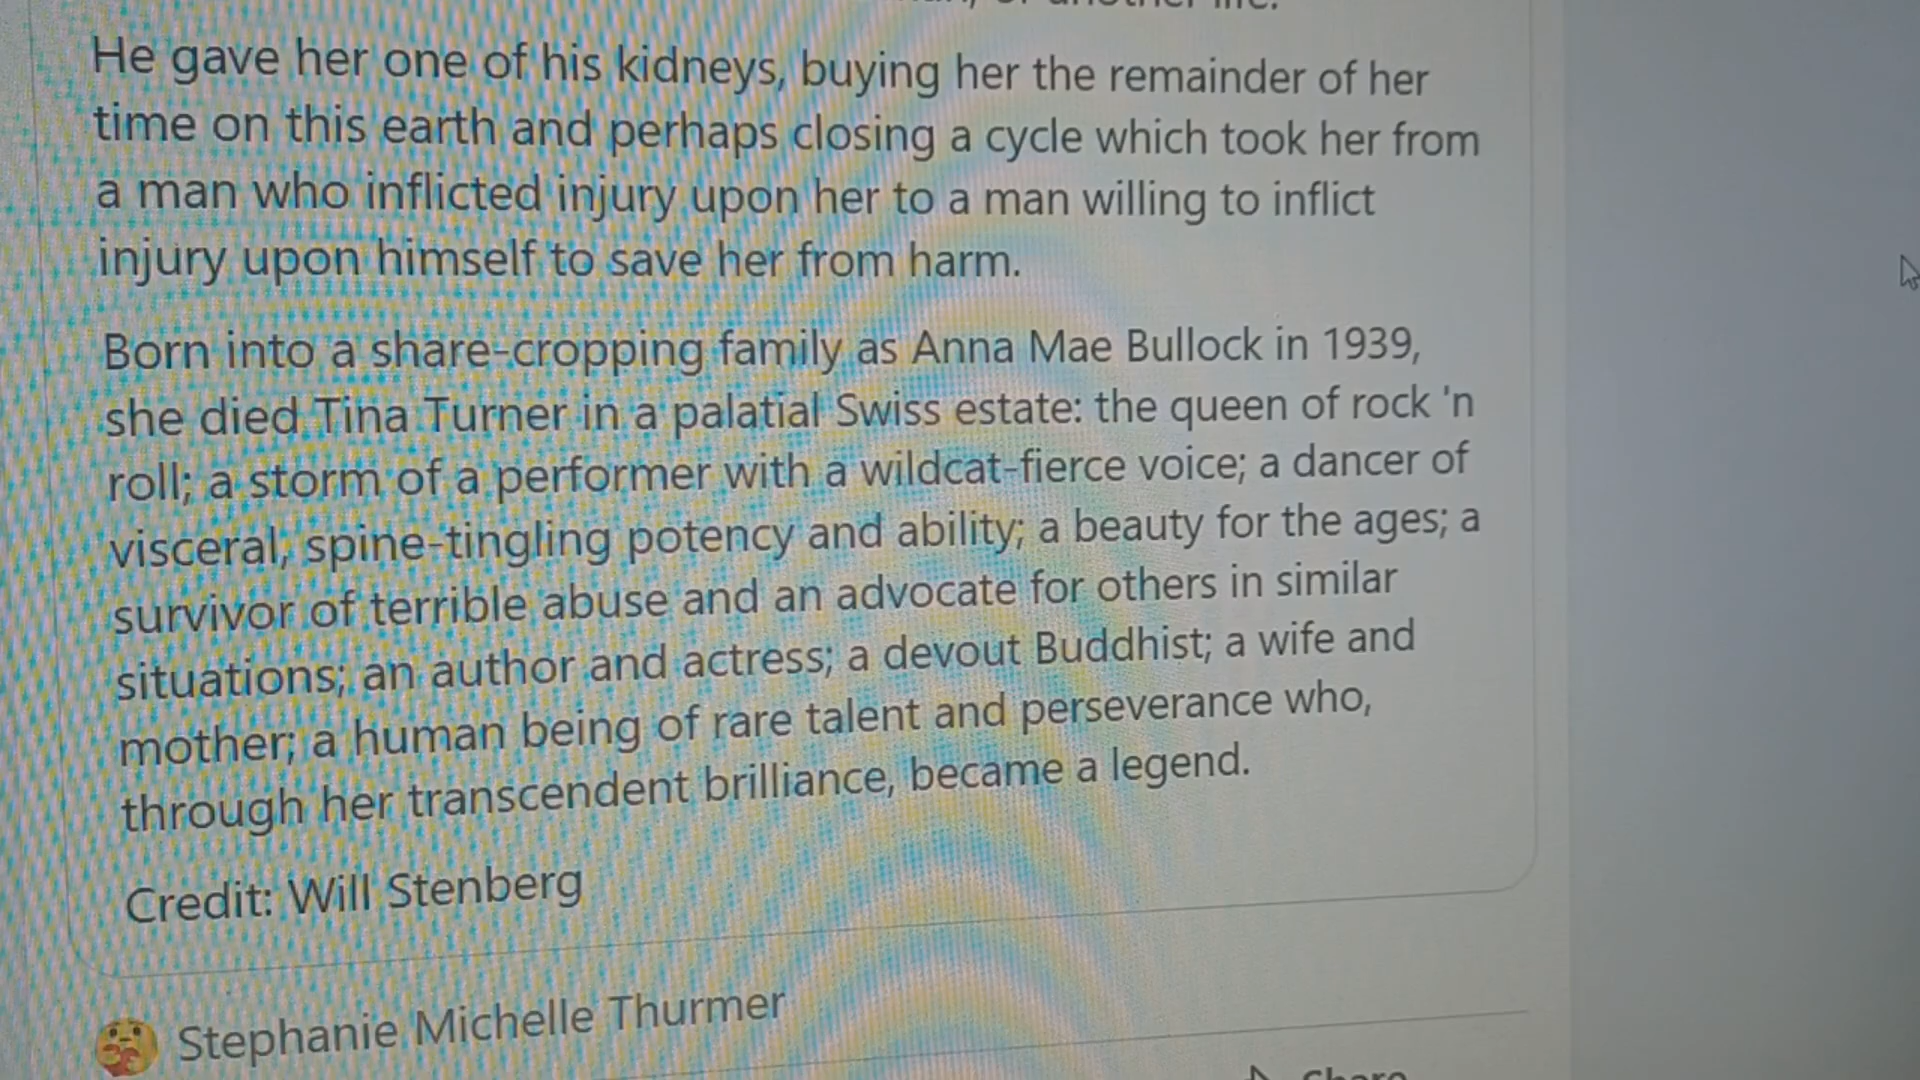 He gave her one of his kidneys, buying her the remainder of her
time on this earth and perhaps closing a cycle which took her from
a man who inflicted injury upon her to a man willing to inflict
injury upon himself to save her from harm.
Born into a share-cropping family as Anna Mae Bullock in 1939,
she died Tina Turner in a palatial Swiss estate: the queen of rock 'n
roll; a storm of a performer with a wildcat-fierce voice; a dancer of
visceral, spine-tingling potency and ability; a beauty for the ages; a
survivor of terrible abuse and an advocate for others in similar
situations; an author and actress; a devout Buddhist; a wife and
mother; a human being of rare talent and perseverance who,
through her transcendent brilliance, became a legend.
Credit: Will Stenberg
Stephanie Michelle Thurmer